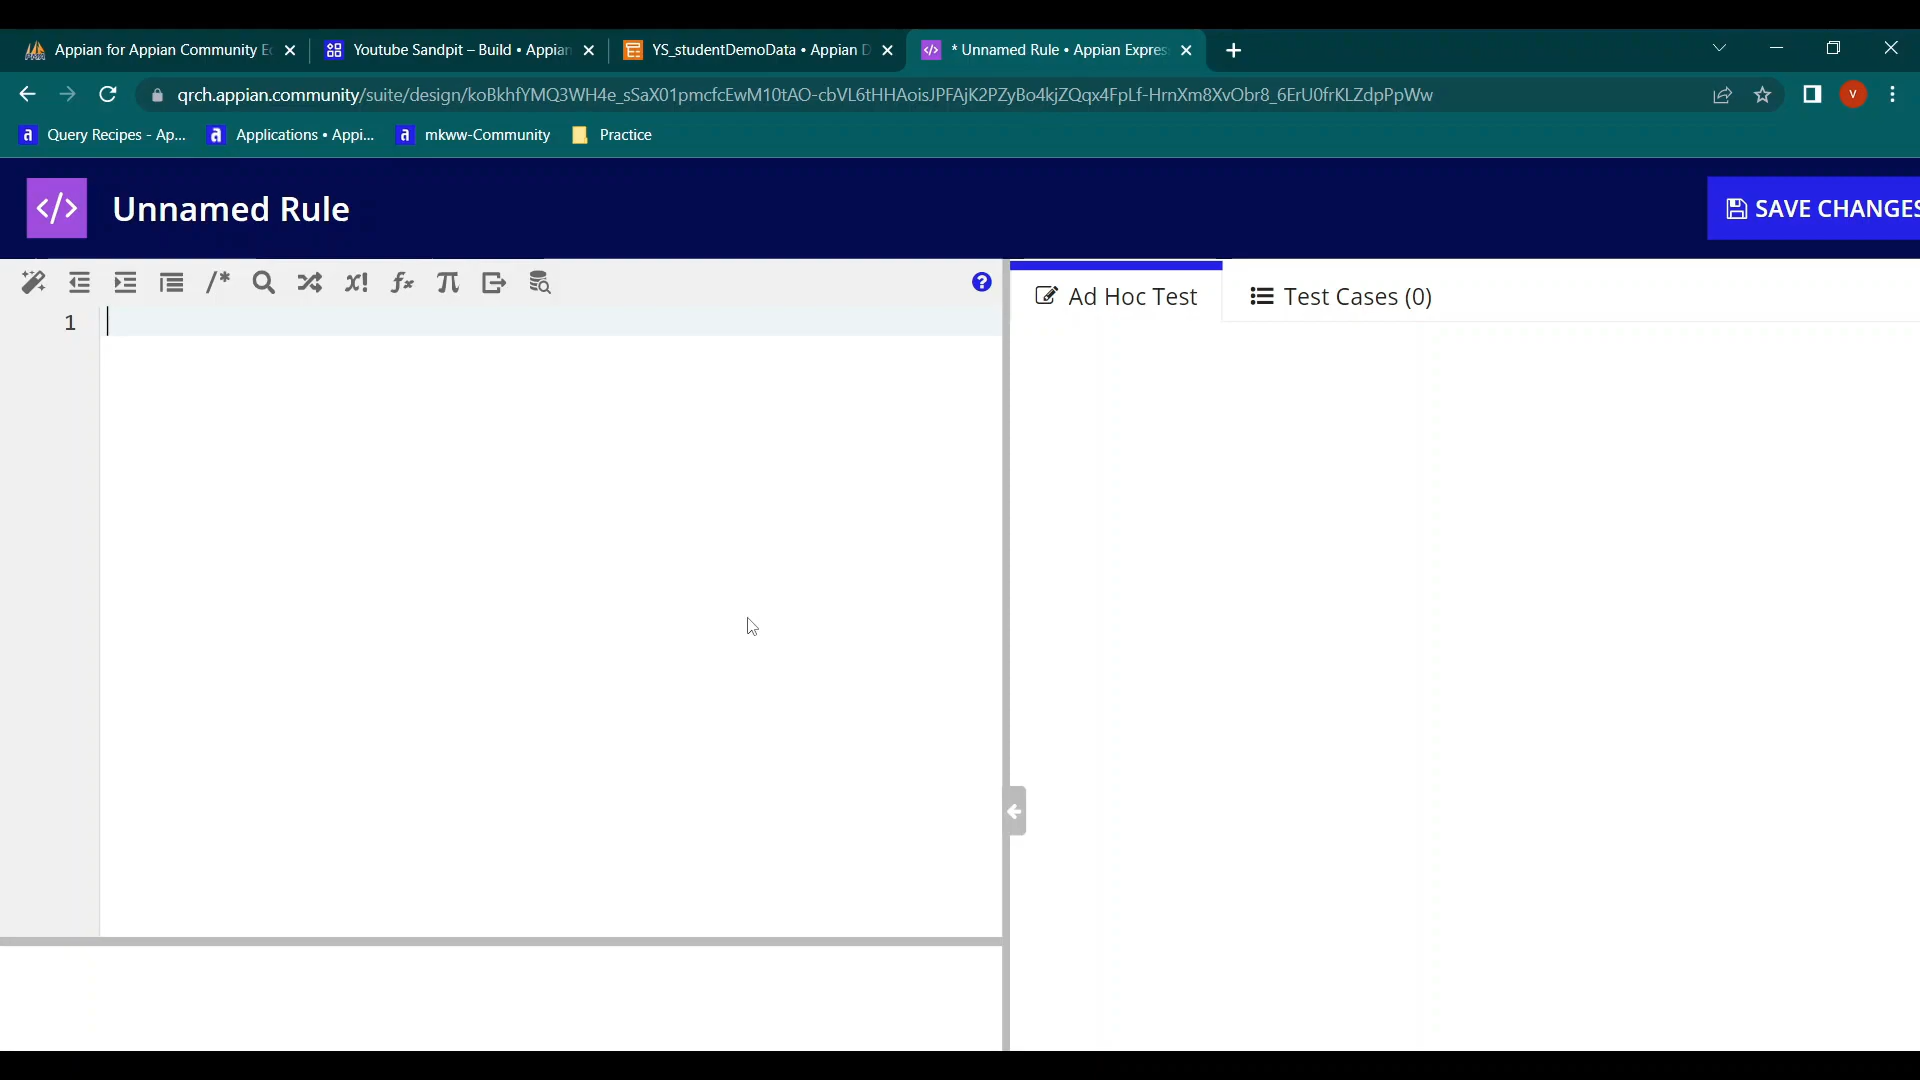 Appian for Appian Community E
Youtube Sandpit – Build • Appian
YS_studentDemoData • Appian D
* Unnamed Rule • Appian Express
qrch.appian.community/suite/design/koBkhfYMQ3WH4e_sSaX01pmcfcEwM10tAO-cbVL6tHHAoisJPFAjK2PZyBo4kjZQqx4FpLf-HrnXm8XvObr8_6ErU0frKLZdpPpWw
V
Query Recipes - Ap...
Applications • Appi...
mkww-Community
Practice
</> Unnamed Rule
SAVE CHANGES
/*
x!
fx
π
?
Ad Hoc Test
Test Cases (0)
1